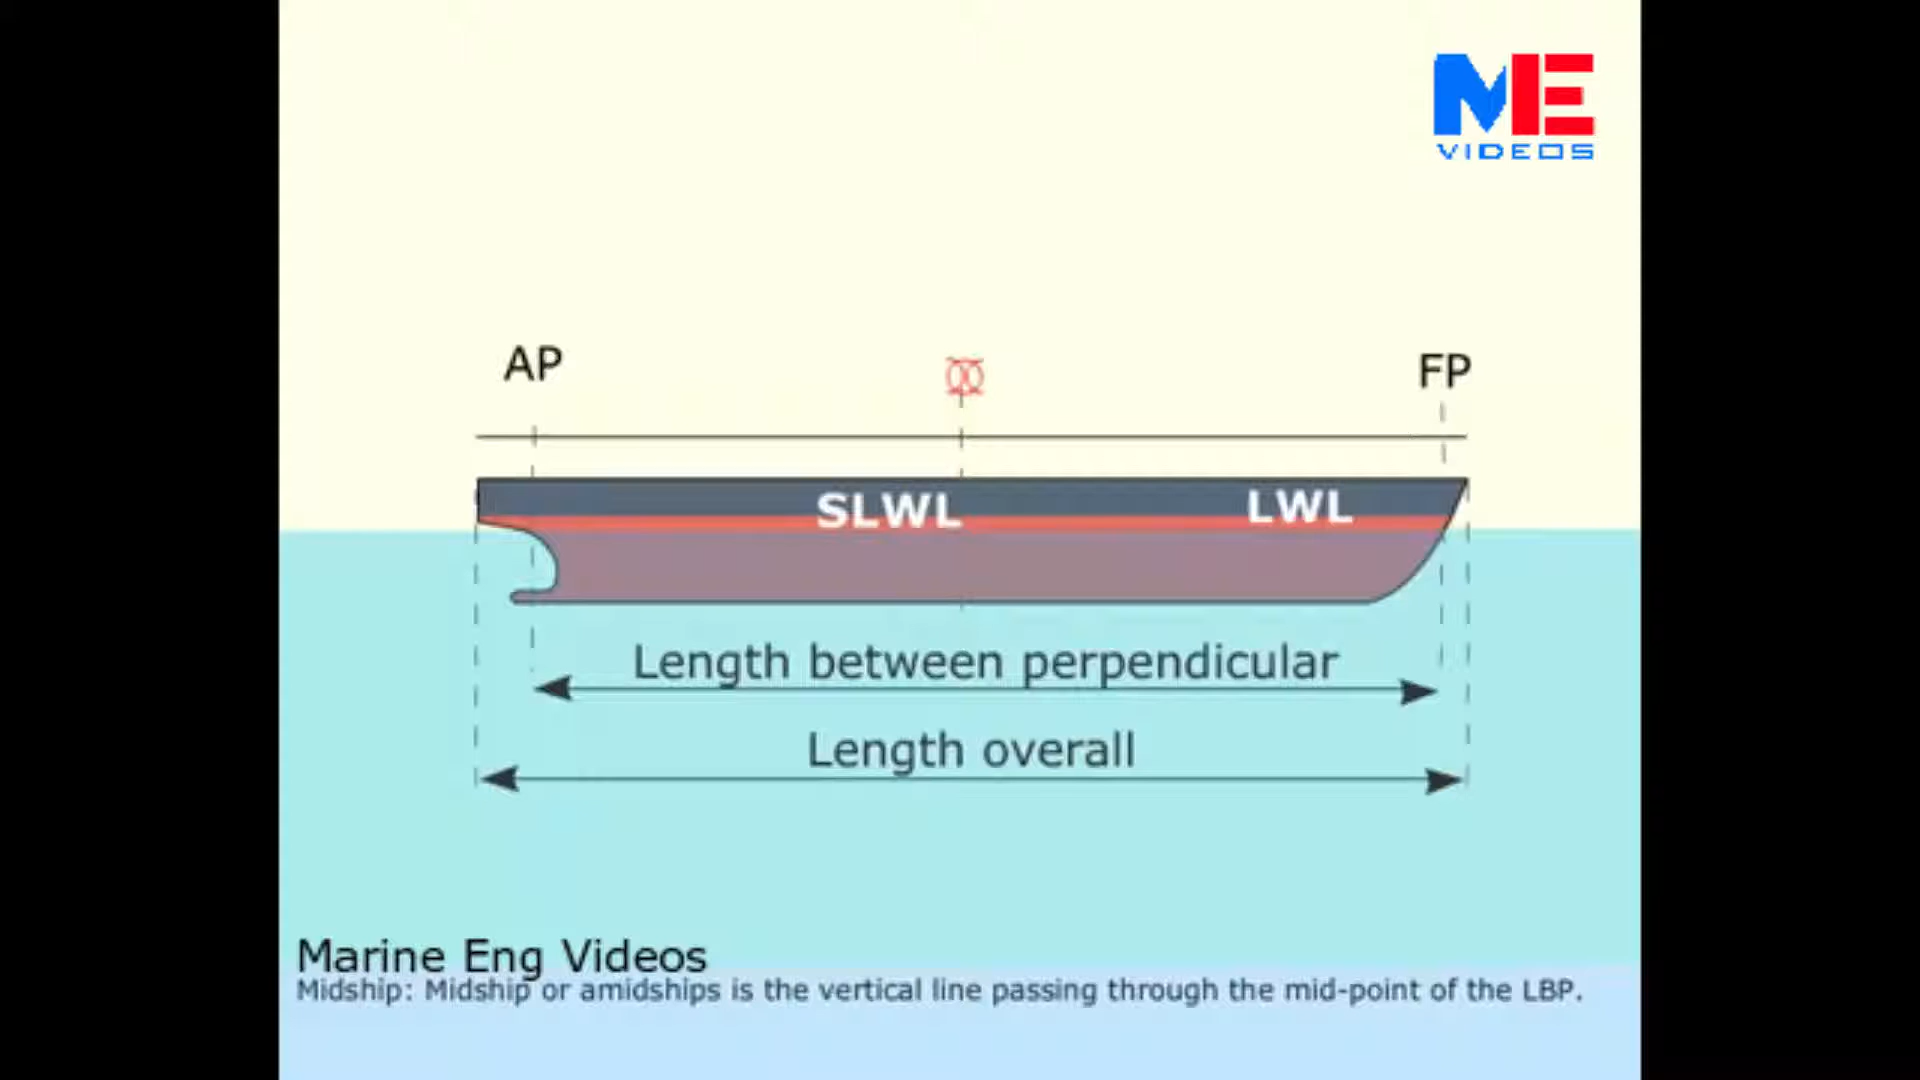 ME
VIDEOS
AP
FP
SLWL
LWL
Length between perpendicular
Length overall
Marine Eng Videos
Midship: Midship or amidships is the vertical line passing through the mid-point of the LBP.